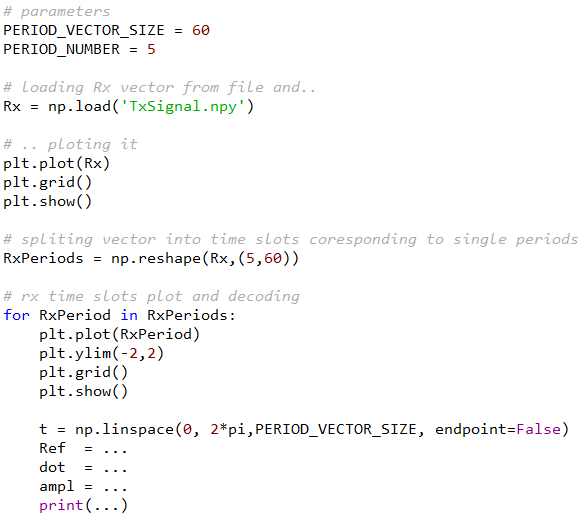 # parameters
PERIOD_VECTOR_SIZE = 60
PERIOD_NUMBER = 5
# loading Rx vector from file and..
Rx = np.load('TxSignal.npy')
# .. ploting it
plt.plot(Rx)
plt.grid()
plt.show()
# spliting vector into time slots coresponding to single periods
RxPeriods = np.reshape(Rx,(5,60))
# rx time slots plot and decoding
for RxPeriod in RxPeriods:
    plt.plot(RxPeriod)
    plt.ylim(-2,2)
    plt.grid()
    plt.show()
    t = np.linspace(0, 2*pi,PERIOD_VECTOR_SIZE, endpoint=False)
    Ref  = ...
    dot  = ...
    ampl = ...
    print(...)